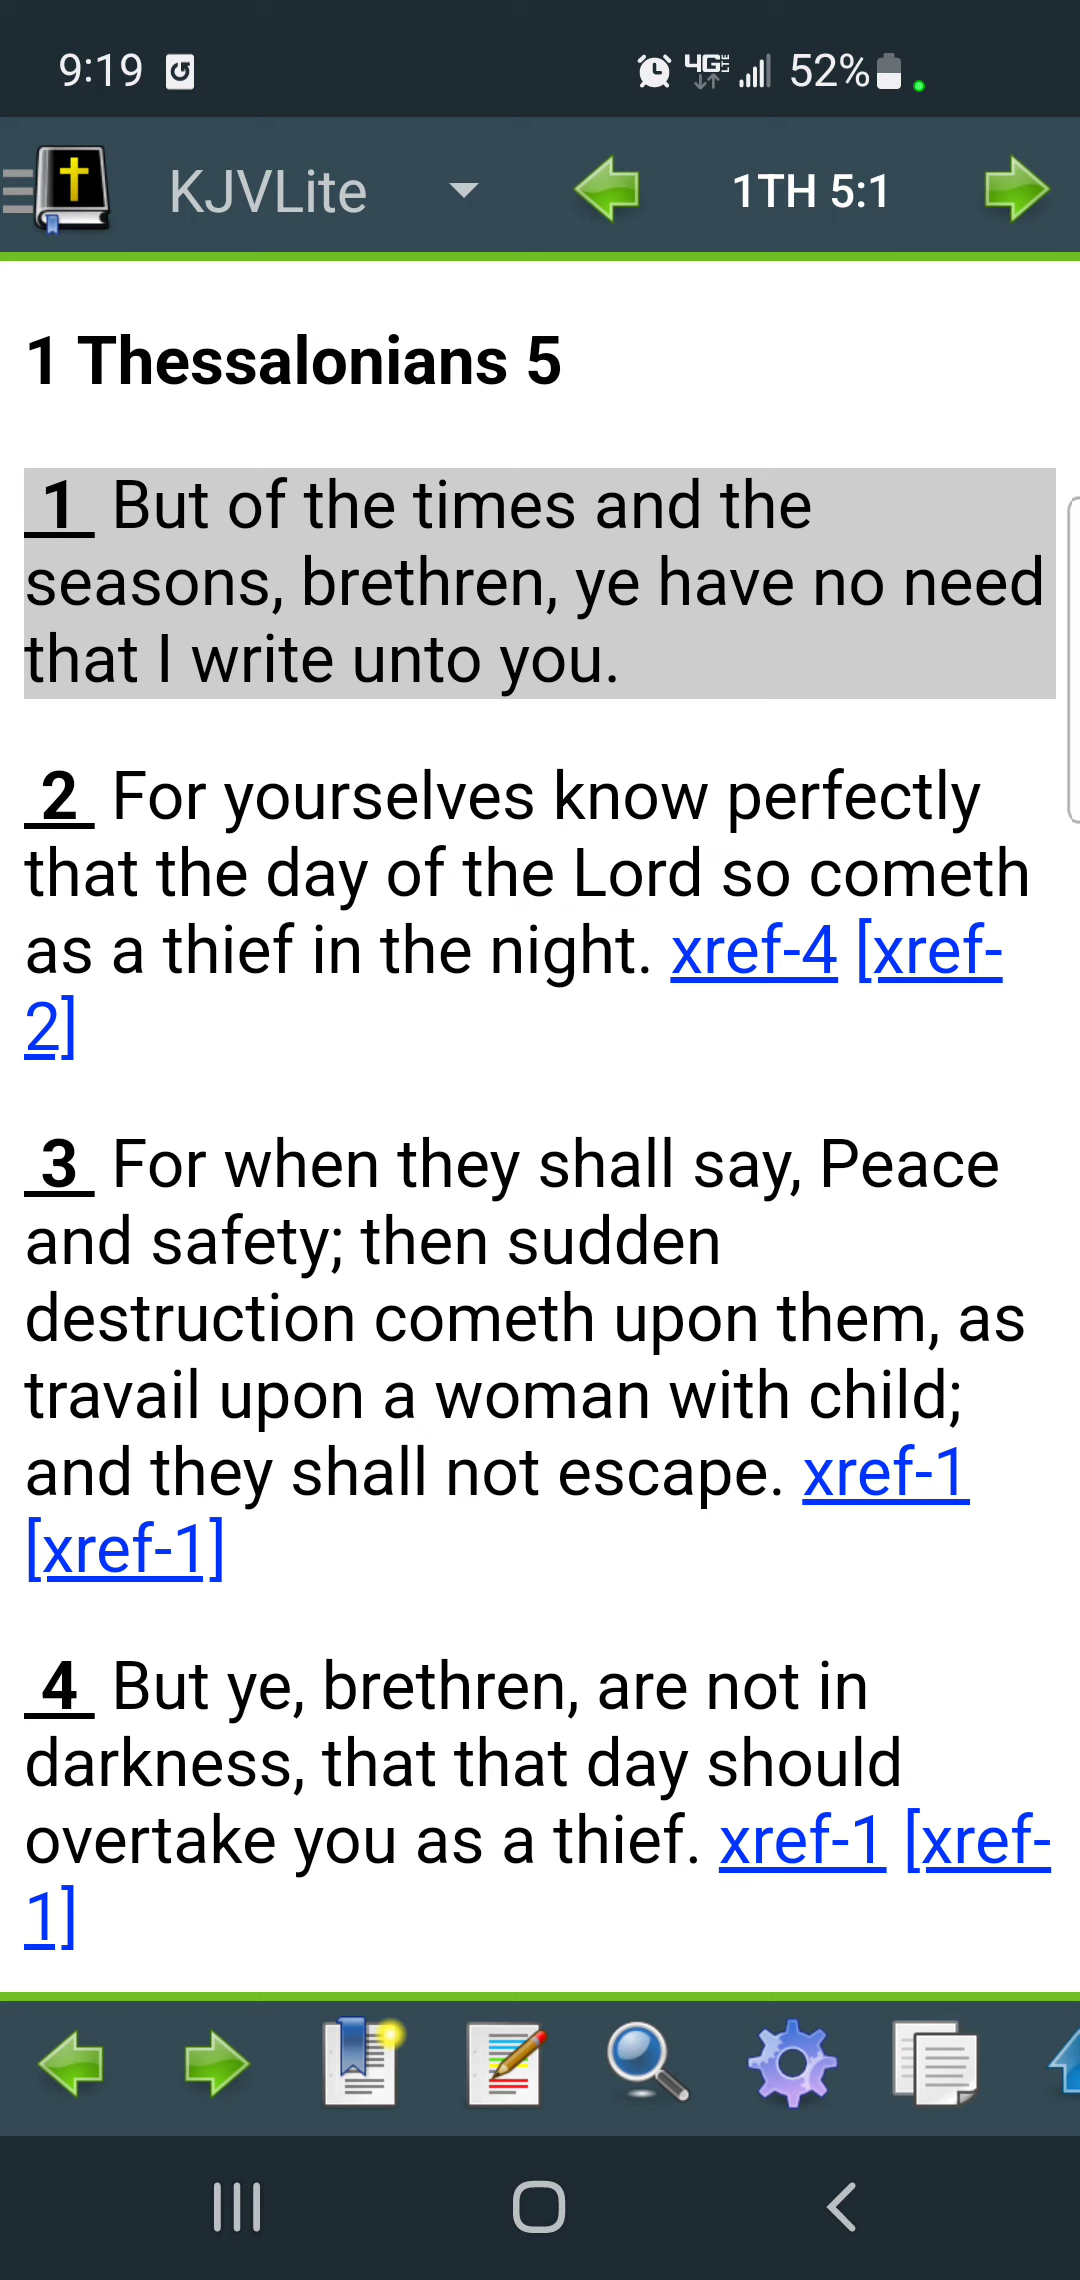 9:19 4G LTE 52%
KJVLite 1TH 5:1
1 Thessalonians 5
1 But of the times and the
seasons, brethren, ye have no need
that I write unto you.
2 For yourselves know perfectly
that the day of the Lord so cometh
as a thief in the night. xref-4 [xref-
2]
3 For when they shall say, Peace
and safety; then sudden
destruction cometh upon them, as
travail upon a woman with child;
and they shall not escape. xref-1
[xref-1]
4 But ye, brethren, are not in
darkness, that that day should
overtake you as a thief. xref-1 [xref-
1]